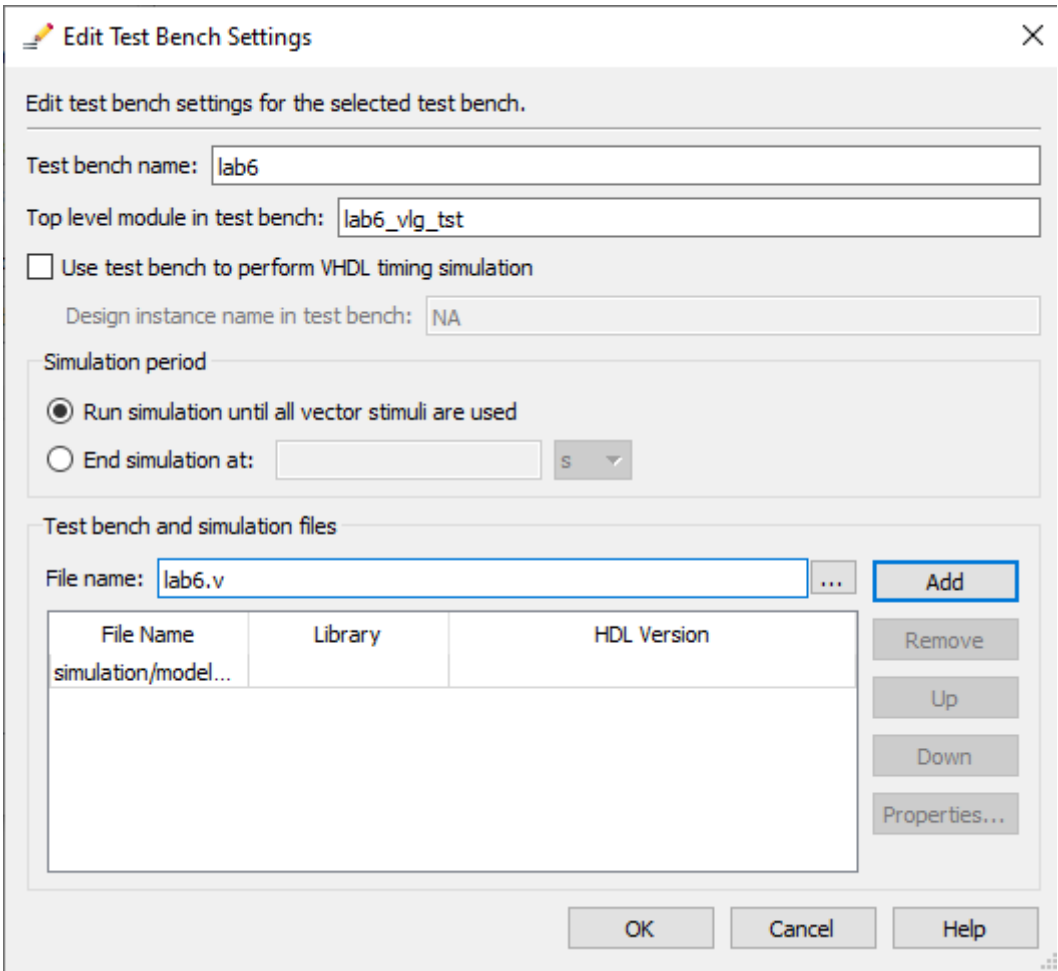 Edit Test Bench Settings
Edit test bench settings for the selected test bench.
Test bench name: lab6
Top level module in test bench: lab6_vlg_tst
Use test bench to perform VHDL timing simulation
Design instance name in test bench: NA
Simulation period
Run simulation until all vector stimuli are used
End simulation at: s
Test bench and simulation files
File name: lab6.v ... Add
File Name Library HDL Version Remove
simulation/model...
Up
Down
Properties...
OK Cancel Help